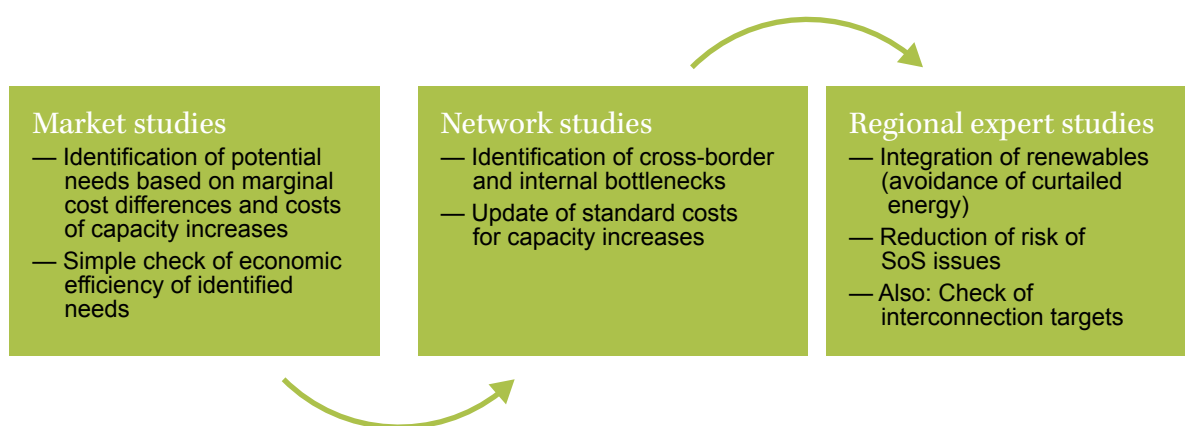 Market studies
— Identification of potential
needs based on marginal
cost differences and costs
of capacity increases
— Simple check of economic
efficiency of identified
needs
Network studies
— Identification of cross-border
and internal bottlenecks
— Update of standard costs
for capacity increases
Regional expert studies
— Integration of renewables
(avoidance of curtailed
energy)
— Reduction of risk of
SoS issues
— Also: Check of
interconnection targets